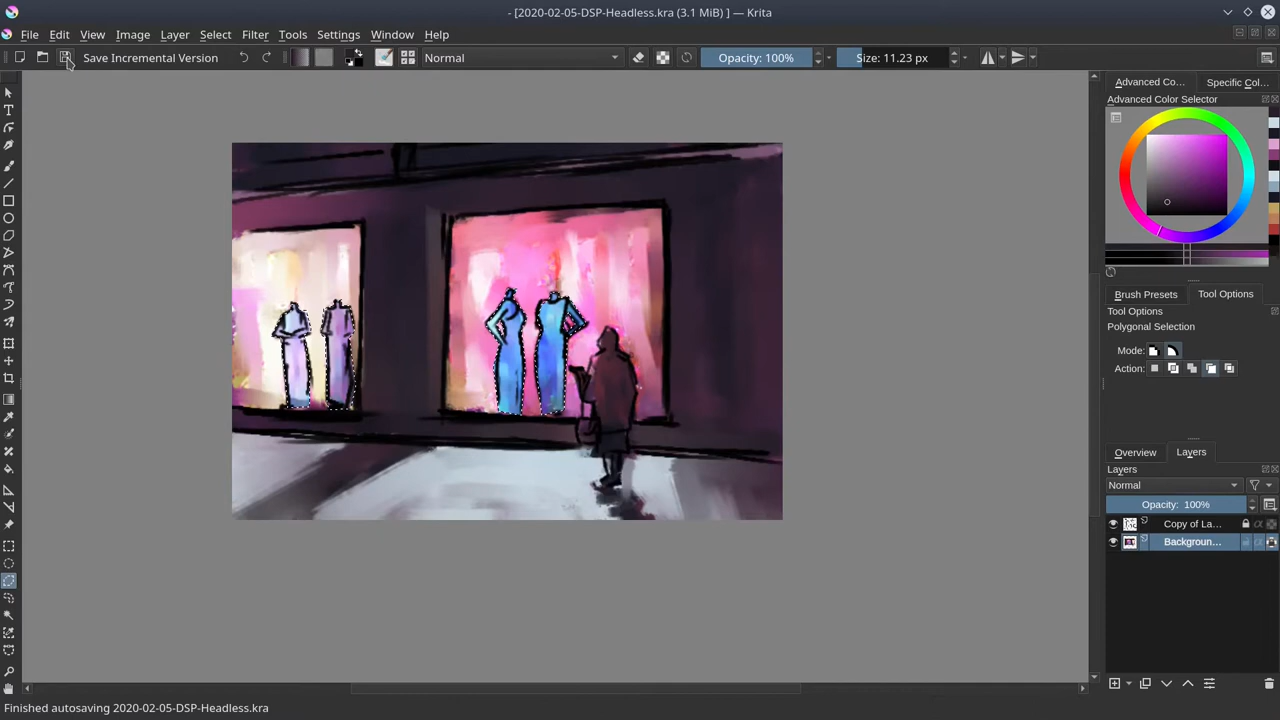 - [2020-02-05-DSP-Headless.kra (3.1 MiB) ] — Krita
File Edit View Image Layer Select Filter Tools Settings Window Help
Save Incremental Version Normal Opacity: 100% Size: 11.23 px
Advanced Co... Specific Col...
Advanced Color Selector
Brush Presets Tool Options
Tool Options
Polygonal Selection
Mode:
Action:
Overview Layers
Layers
Normal
Opacity: 100%
Copy of La...
Backgroun...
Finished autosaving 2020-02-05-DSP-Headless.kra